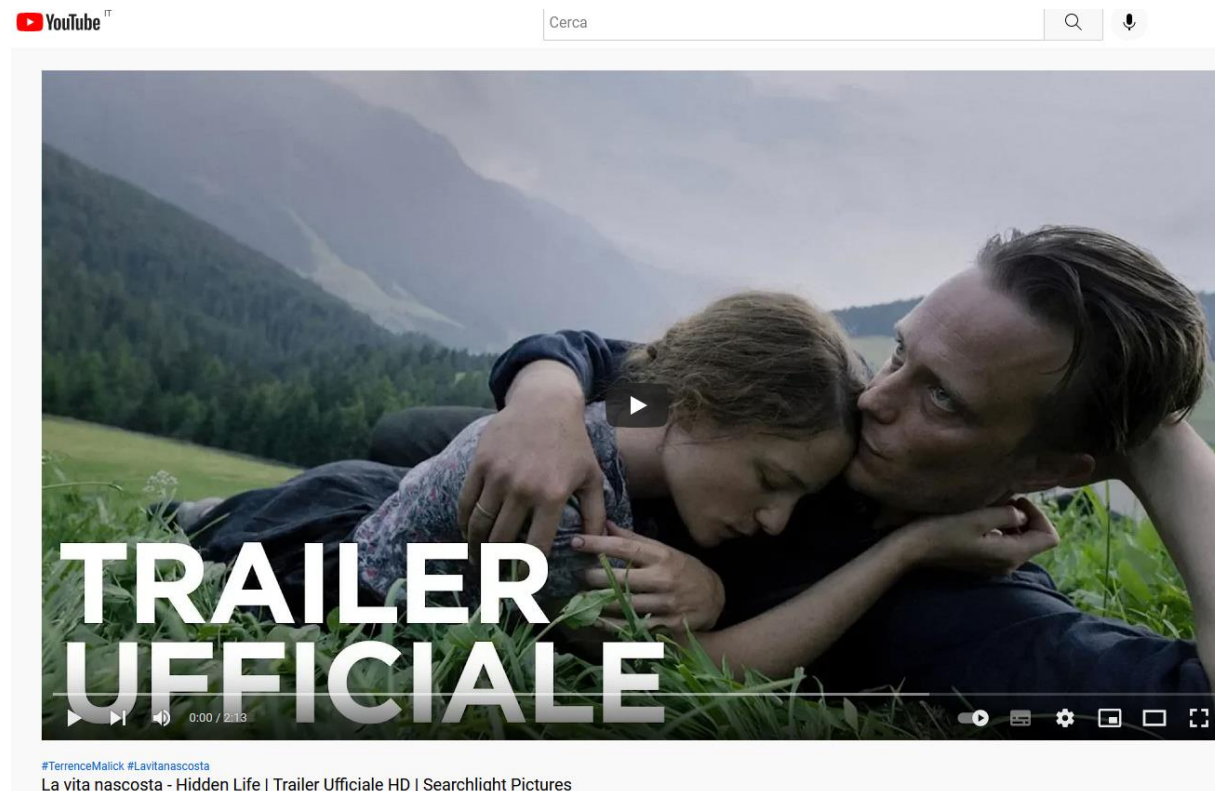 YouTube IT
Cerca
TRAILER
UFFICIALE
0:00 / 2:13
#TerrenceMalick #Lavitanascosta
La vita nascosta - Hidden Life | Trailer Ufficiale HD | Searchlight Pictures